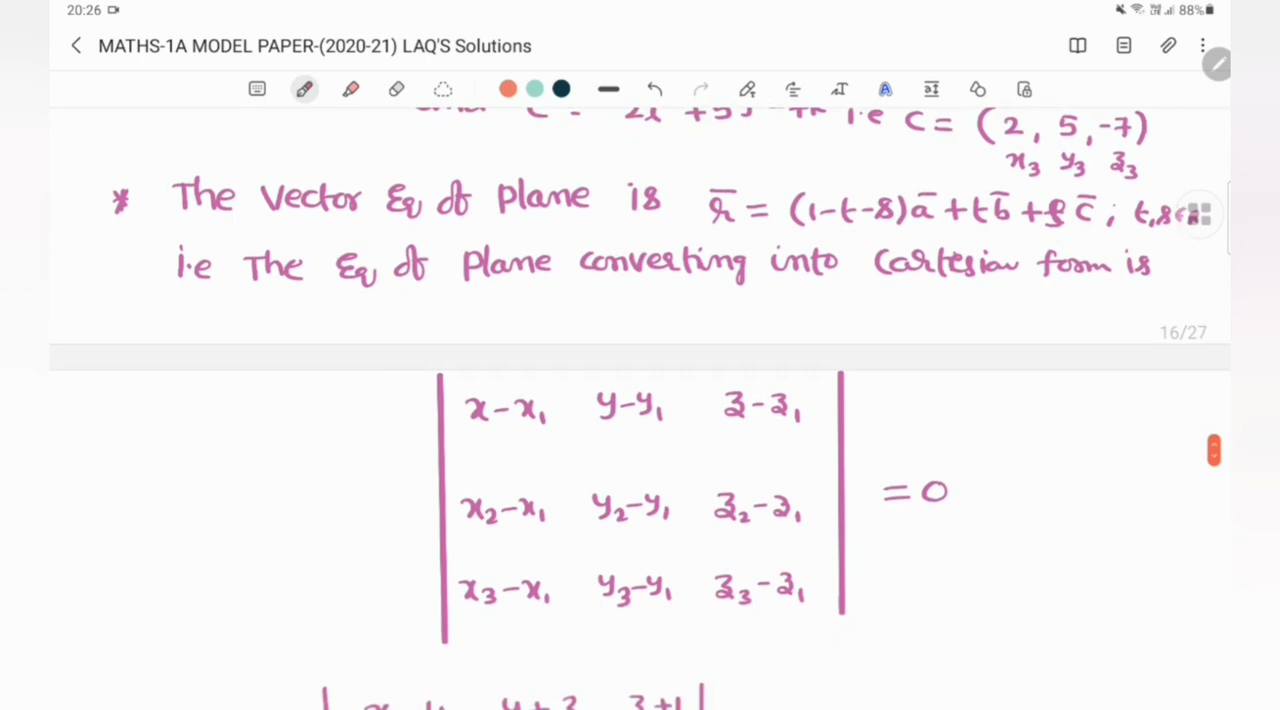 20:26 88%
MATHS-1A MODEL PAPER-(2020-21) LAQ'S Solutions
i.e C = (2, 5, -7)
x₃ y₃ z₃
* The Vector Eq of plane is r̄ = (1-t-s)ā + tb̄ + sc̄ ; t,s∈
i.e The Eq of plane converting into Cartesian form is
16/27
| x-x₁ y-y₁ z-z₁ |
| x₂-x₁ y₂-y₁ z₂-z₁ | = 0
| x₃-x₁ y₃-y₁ z₃-z₁ |